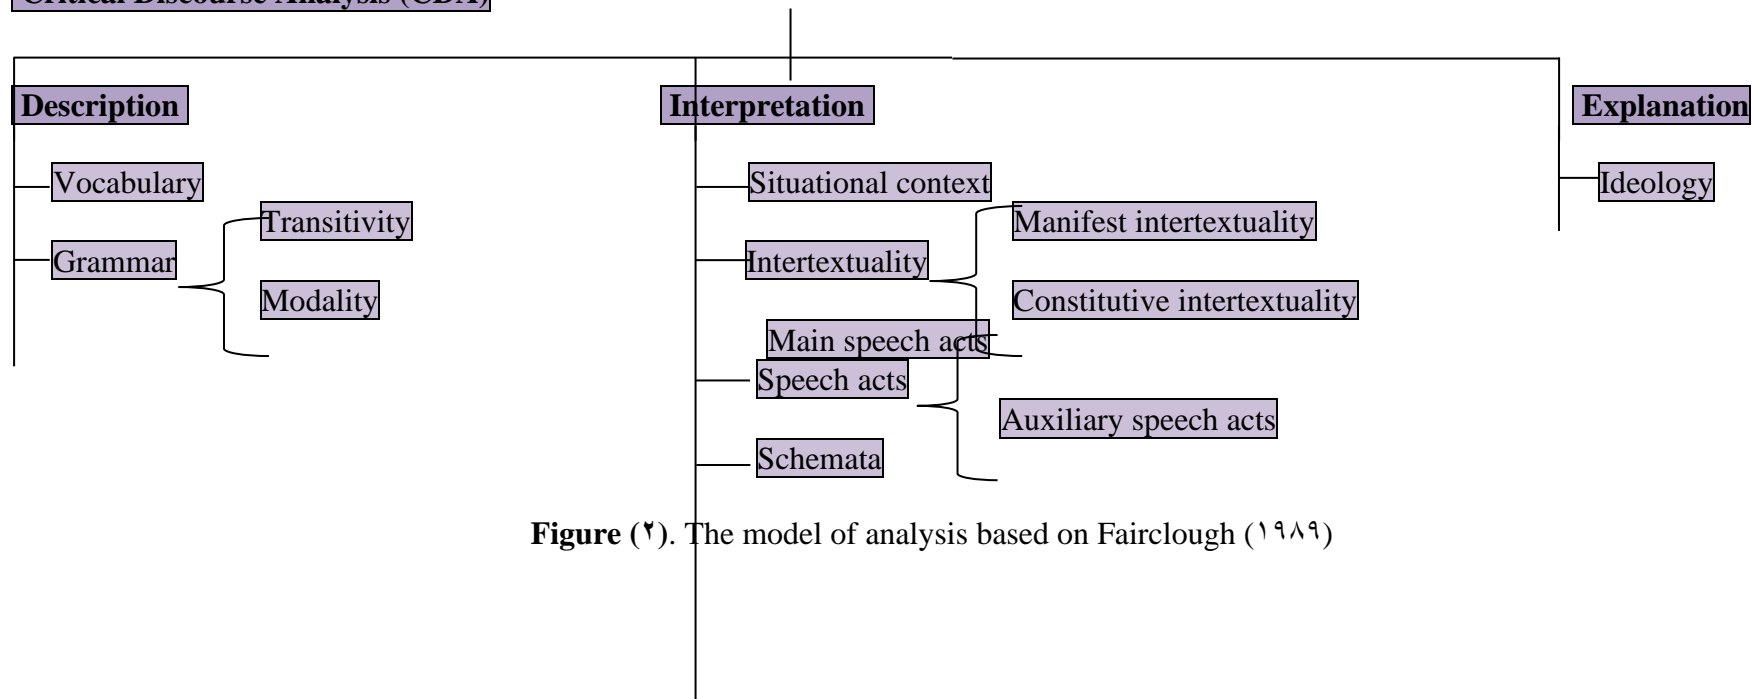 Critical Discourse Analysis (CDA)
Description
Interpretation
Explanation
Vocabulary
Situational context
Ideology
Transitivity
Manifest intertextuality
Grammar
Intertextuality
Modality
Constitutive intertextuality
Main speech acts
Speech acts
Auxiliary speech acts
Schemata
Figure (٢). The model of analysis based on Fairclough (١٩٨٩)